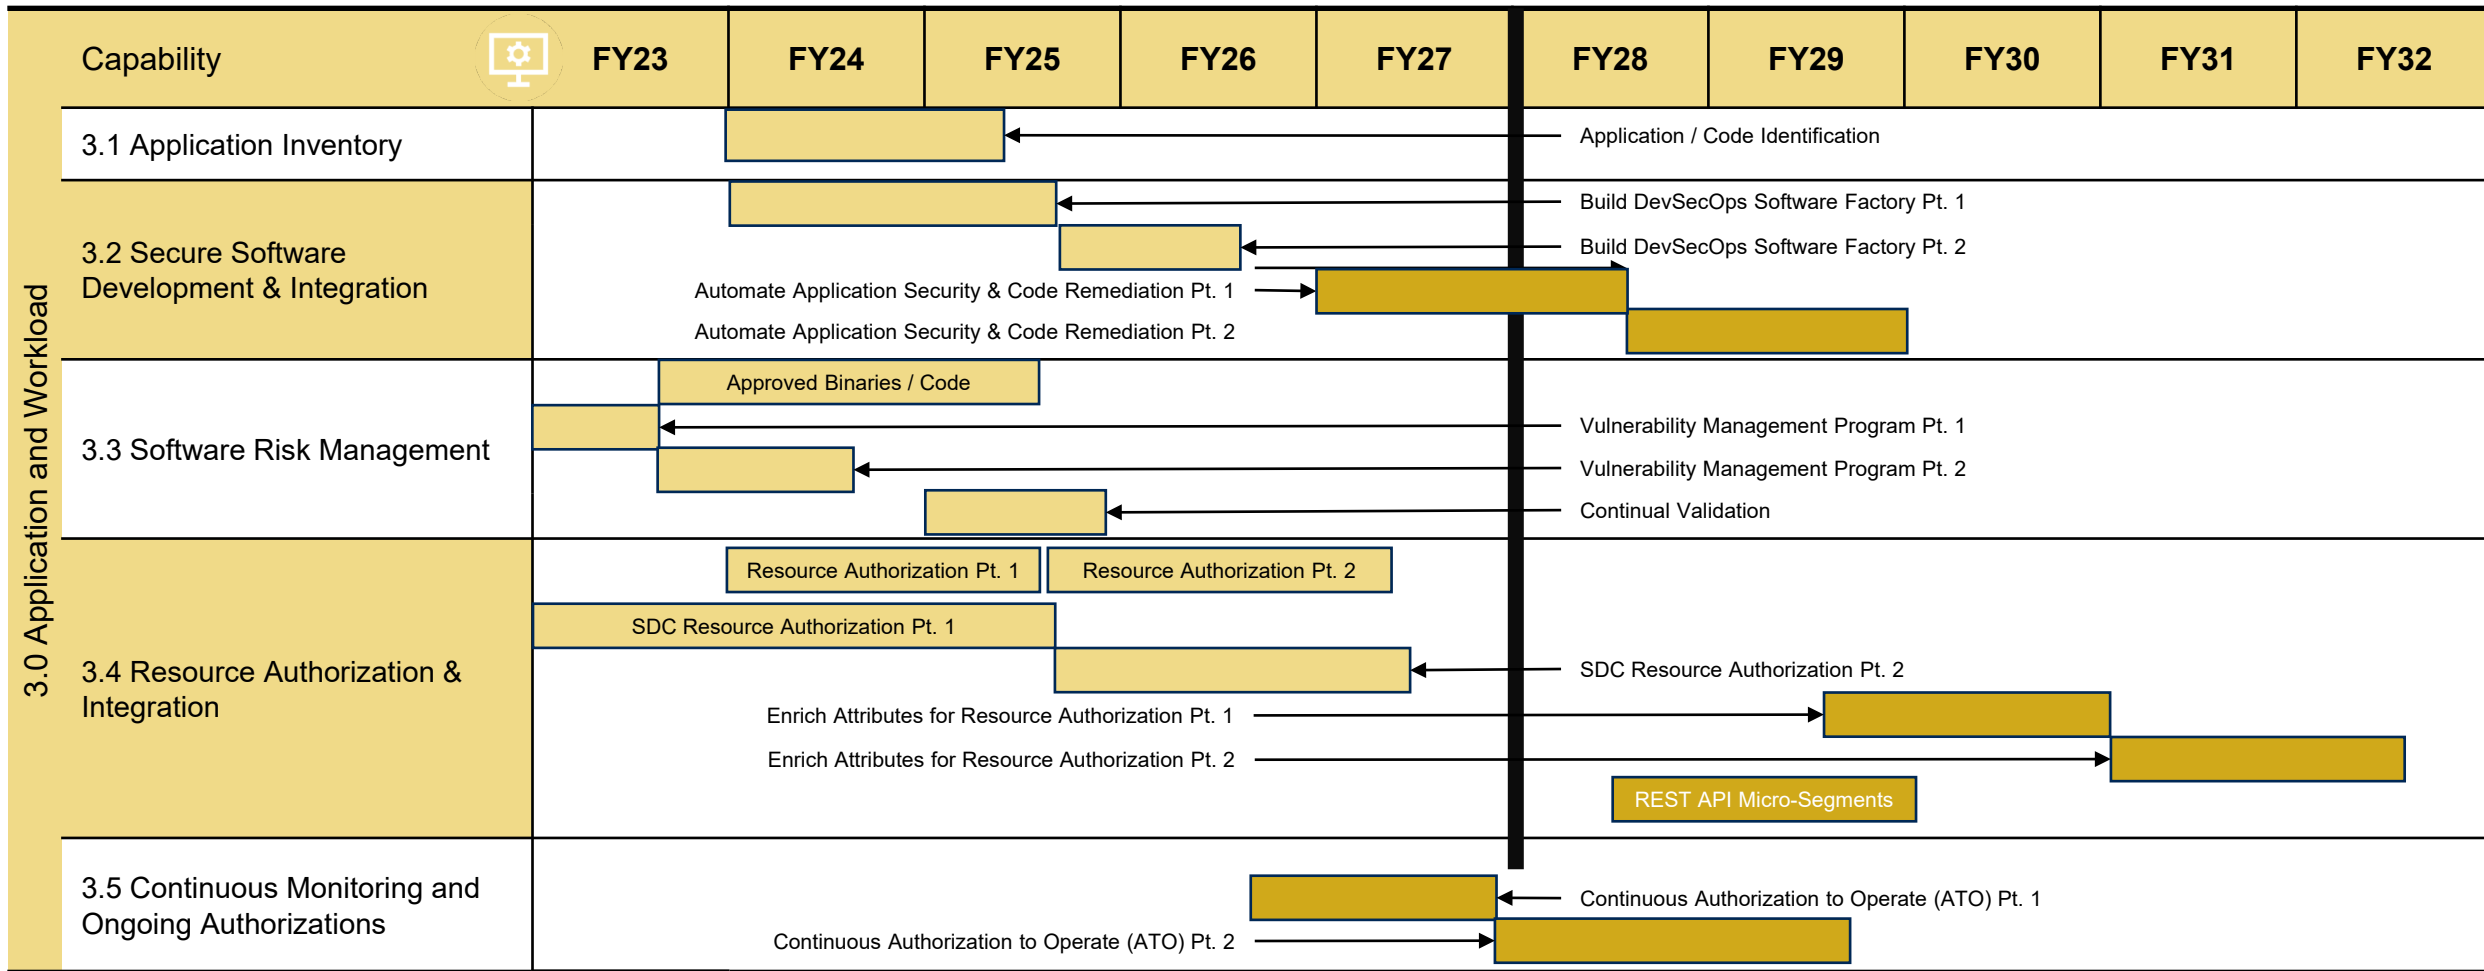 Capability
FY23
FY24
FY25
FY26
FY27
FY28
FY29
FY30
FY31
FY32
3.0 Application and Workload
3.1 Application Inventory
Application / Code Identification
3.2 Secure Software
Development & Integration
Build DevSecOps Software Factory Pt. 1
Build DevSecOps Software Factory Pt. 2
Automate Application Security & Code Remediation Pt. 1
Automate Application Security & Code Remediation Pt. 2
3.3 Software Risk Management
Approved Binaries / Code
Vulnerability Management Program Pt. 1
Vulnerability Management Program Pt. 2
Continual Validation
3.4 Resource Authorization &
Integration
Resource Authorization Pt. 1
Resource Authorization Pt. 2
SDC Resource Authorization Pt. 1
SDC Resource Authorization Pt. 2
Enrich Attributes for Resource Authorization Pt. 1
Enrich Attributes for Resource Authorization Pt. 2
REST API Micro-Segments
3.5 Continuous Monitoring and
Ongoing Authorizations
Continuous Authorization to Operate (ATO) Pt. 1
Continuous Authorization to Operate (ATO) Pt. 2